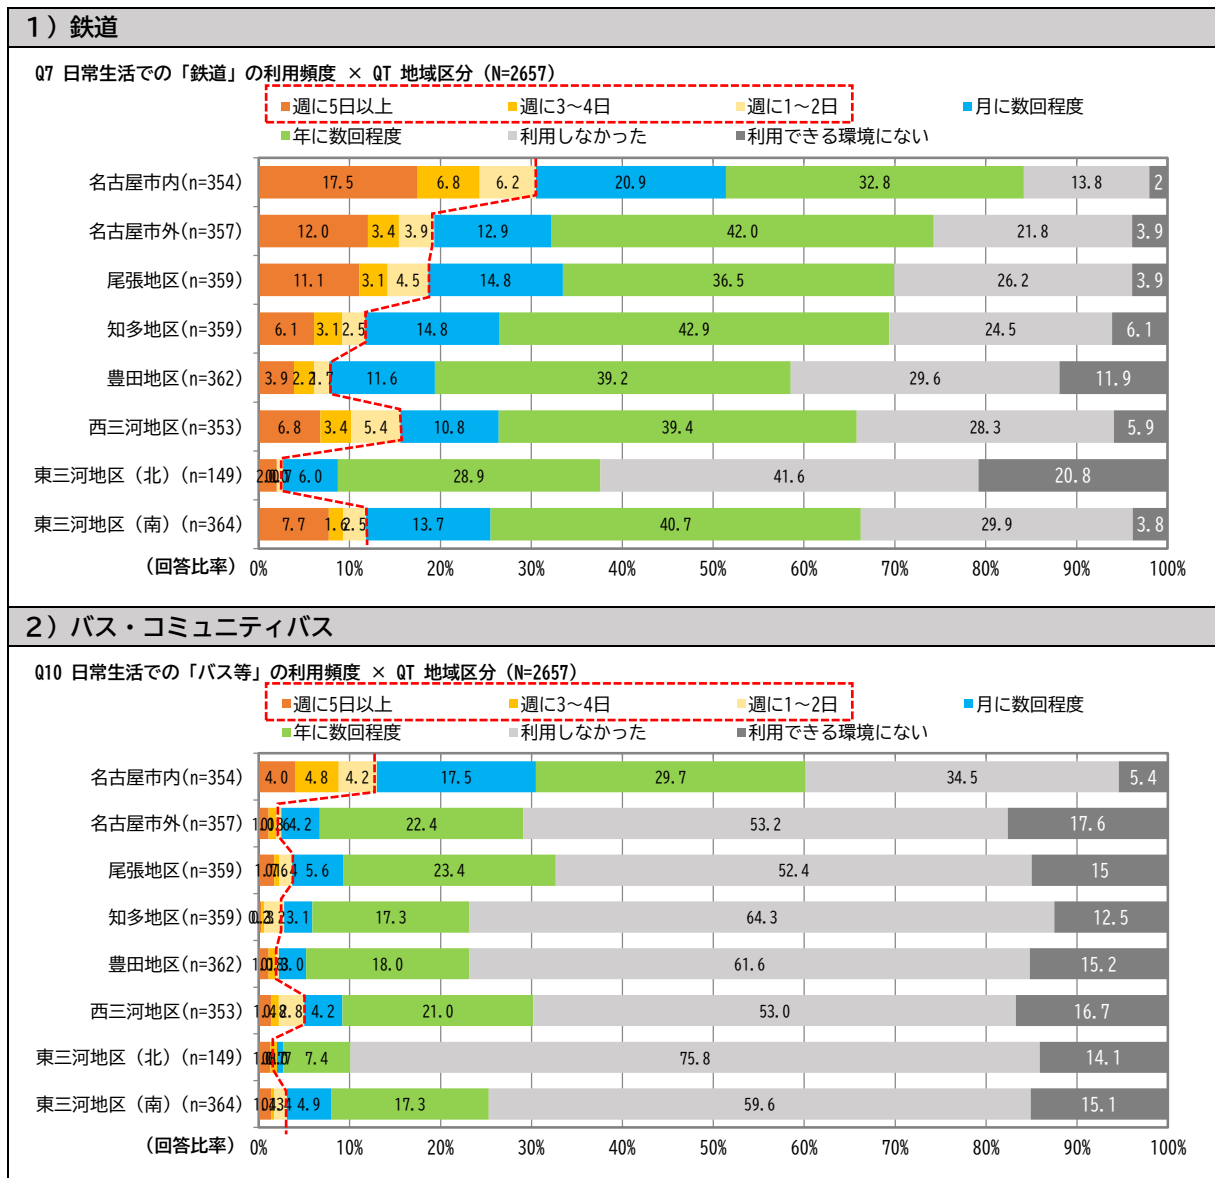 １）鉄道
Q7 日常生活での「鉄道」の利用頻度 × QT 地域区分（N=2657）
週に5日以上 週に3～4日 週に1～2日 月に数回程度
年に数回程度 利用しなかった 利用できる環境にない
名古屋市内(n=354) 17.5 6.8 6.2 20.9 32.8 13.8 2
名古屋市外(n=357) 12.0 3.4 3.9 12.9 42.0 21.8 3.9
尾張地区(n=359) 11.1 3.1 4.5 14.8 36.5 26.2 3.9
知多地区(n=359) 6.1 3.1 2.5 14.8 42.9 24.5 6.1
豊田地区(n=362) 3.9 2.2 1.7 11.6 39.2 29.6 11.9
西三河地区(n=353) 6.8 3.4 5.4 10.8 39.4 28.3 5.9
東三河地区（北）(n=149) 6.0 28.9 41.6 20.8
東三河地区（南）(n=364) 7.7 1.6 2.5 13.7 40.7 29.9 3.8
（回答比率） 0% 10% 20% 30% 40% 50% 60% 70% 80% 90% 100%
２）バス・コミュニティバス
Q10 日常生活での「バス等」の利用頻度 × QT 地域区分（N=2657）
週に5日以上 週に3～4日 週に1～2日 月に数回程度
年に数回程度 利用しなかった 利用できる環境にない
名古屋市内(n=354) 4.0 4.8 4.2 17.5 29.7 34.5 5.4
名古屋市外(n=357) 4.2 22.4 53.2 17.6
尾張地区(n=359) 5.6 23.4 52.4 15
知多地区(n=359) 3.1 17.3 64.3 12.5
豊田地区(n=362) 3.0 18.0 61.6 15.2
西三河地区(n=353) 2.8 4.2 21.0 53.0 16.7
東三河地区（北）(n=149) 7.4 75.8 14.1
東三河地区（南）(n=364) 4.9 17.3 59.6 15.1
（回答比率） 0% 10% 20% 30% 40% 50% 60% 70% 80% 90% 100%